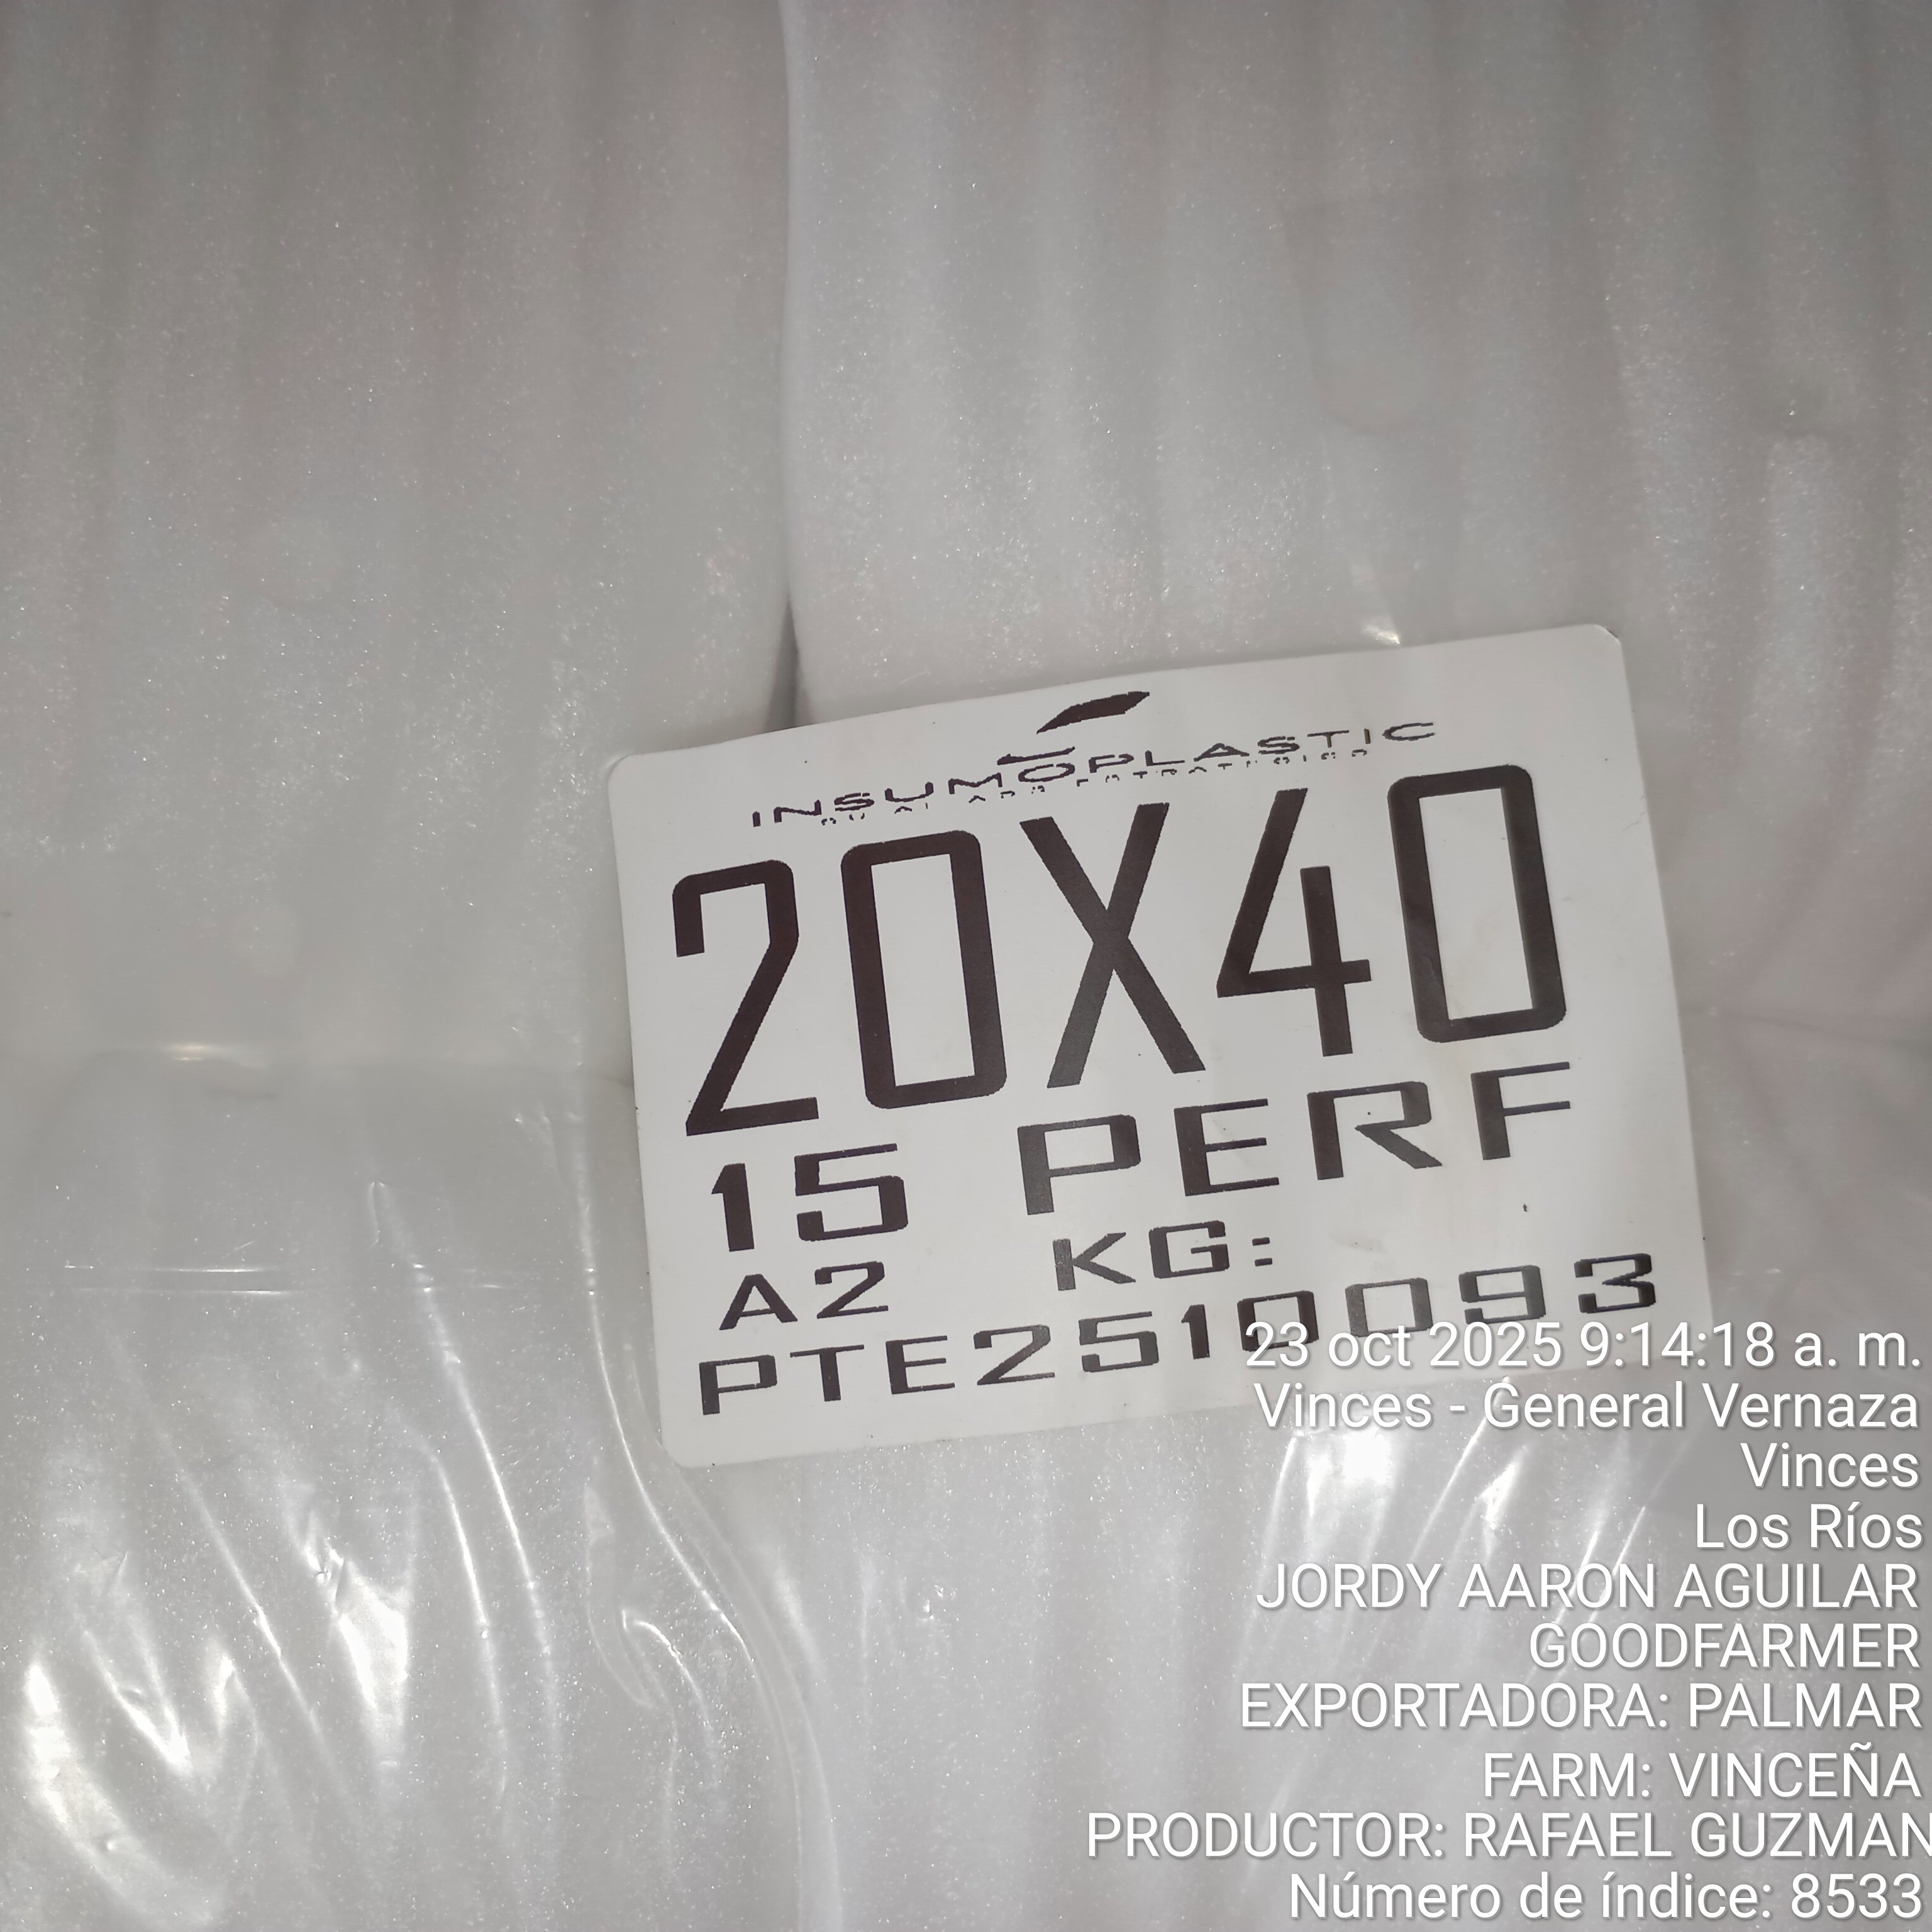 INSUMOPLASTIC
20X40
15 PERF
A2 KG:
PTE2510093
23 oct 2025 9:14:18 a. m.
Vinces - General Vernaza
Vinces
Los Ríos
JORDY AARON AGUILAR
GOODFARMER
EXPORTADORA: PALMAR
FARM: VINCEÑA
PRODUCTOR: RAFAEL GUZMAN
Número de índice: 8533